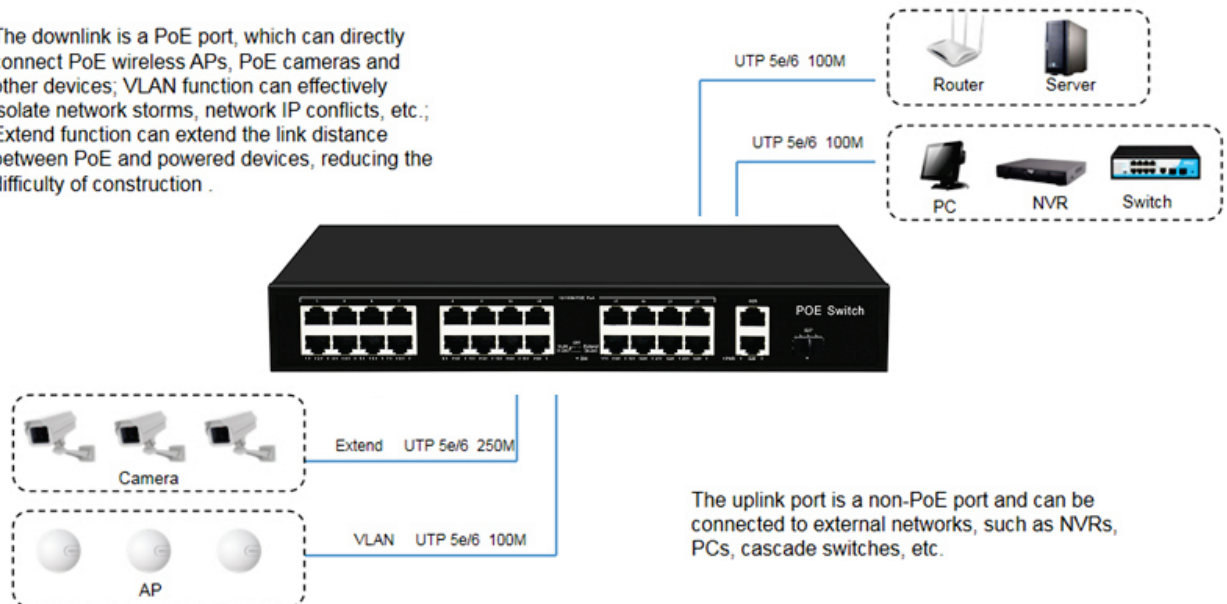 The downlink is a PoE port, which can directly
connect PoE wireless APs, PoE cameras and
other devices; VLAN function can effectively
isolate network storms, network IP conflicts, etc.;
Extend function can extend the link distance
between PoE and powered devices, reducing the
difficulty of construction .
UTP 5e/6 100M
Router Server
UTP 5e/6 100M
PC NVR Switch
POE Switch
Extend UTP 5e/6 250M
Camera
VLAN UTP 5e/6 100M
AP
The uplink port is a non-PoE port and can be
connected to external networks, such as NVRs,
PCs, cascade switches, etc.